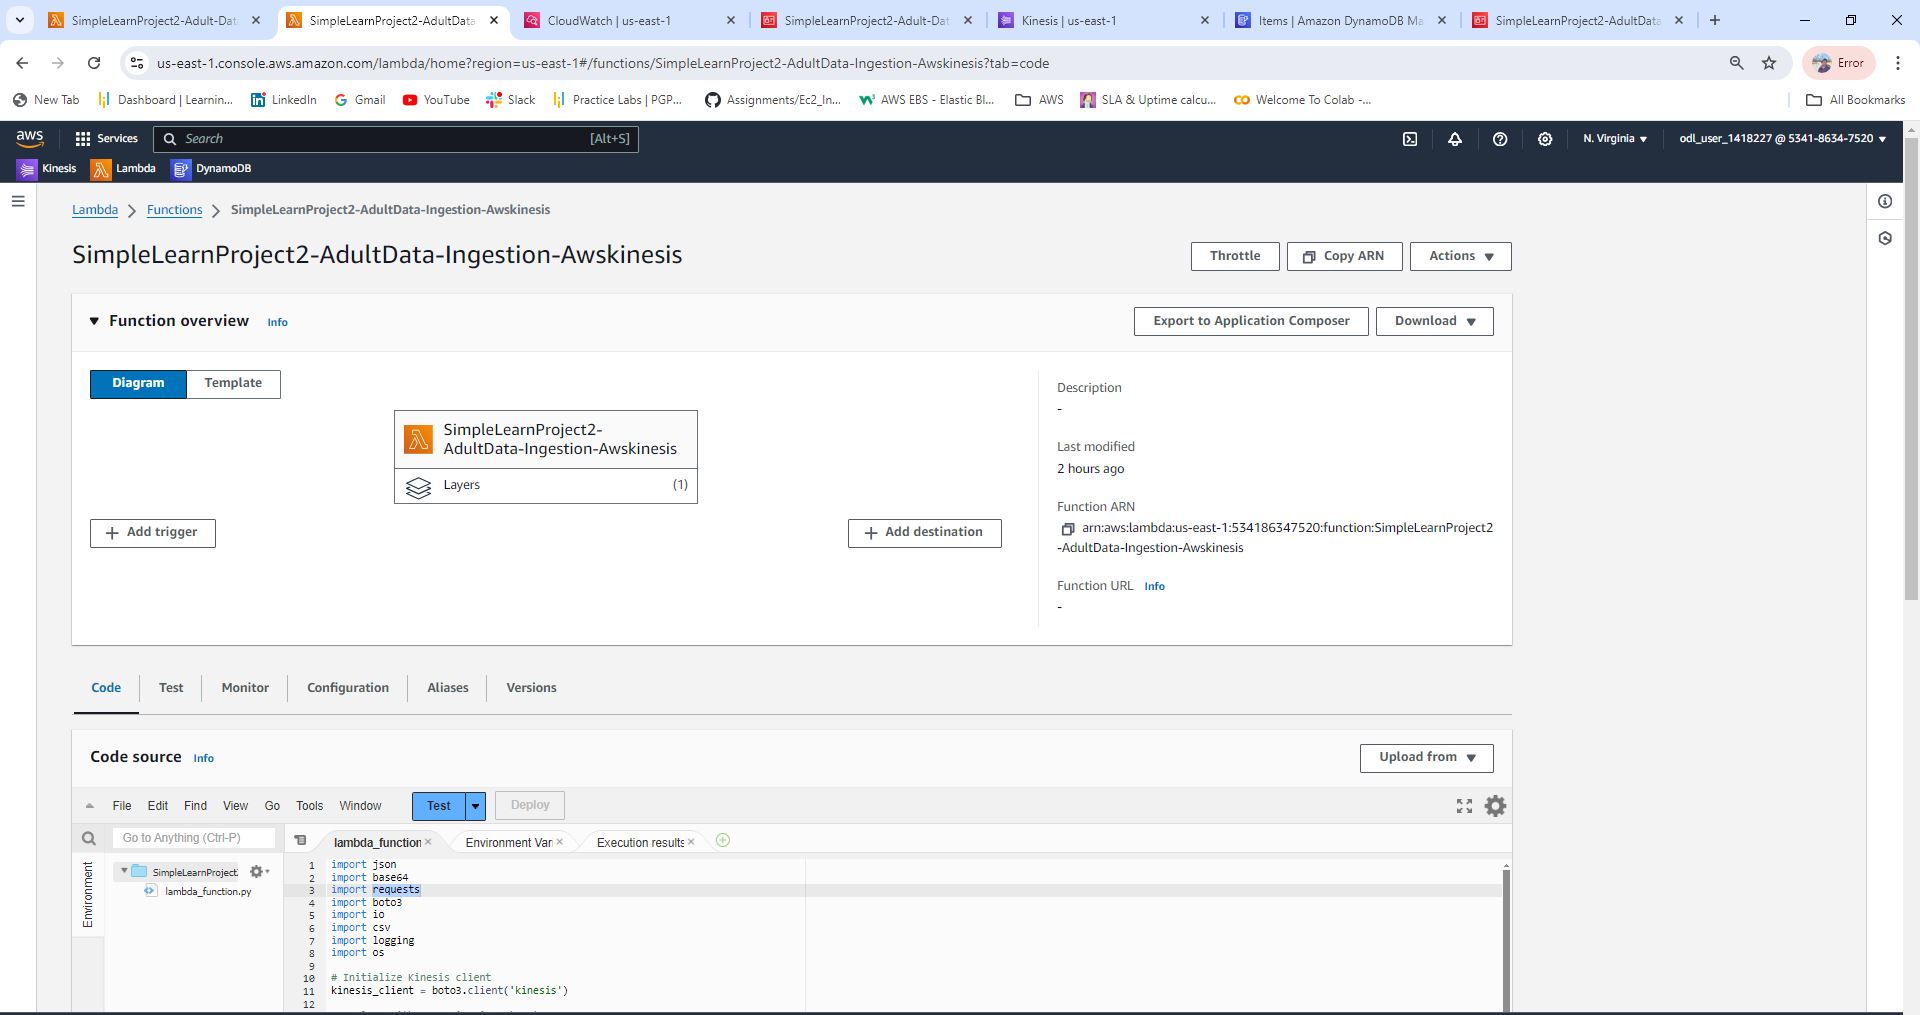 SimpleLearnProject2-Adult-Dat
SimpleLearnProject2-AdultData
CloudWatch | us-east-1
SimpleLearnProject2-Adult-Dat
Kinesis | us-east-1
Items | Amazon DynamoDB Ma
SimpleLearnProject2-AdultData
us-east-1.console.aws.amazon.com/lambda/home?region=us-east-1#/functions/SimpleLearnProject2-AdultData-Ingestion-Awskinesis?tab=code
Error
New Tab
Dashboard | Learnin...
LinkedIn
Gmail
YouTube
Slack
Practice Labs | PGP...
Assignments/Ec2_In...
AWS EBS - Elastic Bl...
AWS
SLA & Uptime calcu...
Welcome To Colab -...
All Bookmarks
aws
Services
Search
[Alt+S]
N. Virginia
odl_user_1418227 @ 5341-8634-7520
Kinesis
Lambda
DynamoDB
Lambda
Functions
SimpleLearnProject2-AdultData-Ingestion-Awskinesis
SimpleLearnProject2-AdultData-Ingestion-Awskinesis
Throttle
Copy ARN
Actions
Function overview
Info
Export to Application Composer
Download
Diagram
Template
SimpleLearnProject2-
AdultData-Ingestion-Awskinesis
Layers
(1)
Add trigger
Add destination
Description
-
Last modified
2 hours ago
Function ARN
arn:aws:lambda:us-east-1:534186347520:function:SimpleLearnProject2
-AdultData-Ingestion-Awskinesis
Function URL
Info
-
Code
Test
Monitor
Configuration
Aliases
Versions
Code source
Info
Upload from
File
Edit
Find
View
Go
Tools
Window
Test
Deploy
Go to Anything (Ctrl-P)
lambda_function
Environment Vari
Execution results
Environment
SimpleLearnProject
lambda_function.py
1 import json
2 import base64
3 import requests
4 import boto3
5 import io
6 import csv
7 import logging
8 import os
9
10 # Initialize Kinesis client
11 kinesis_client = boto3.client('kinesis')
12